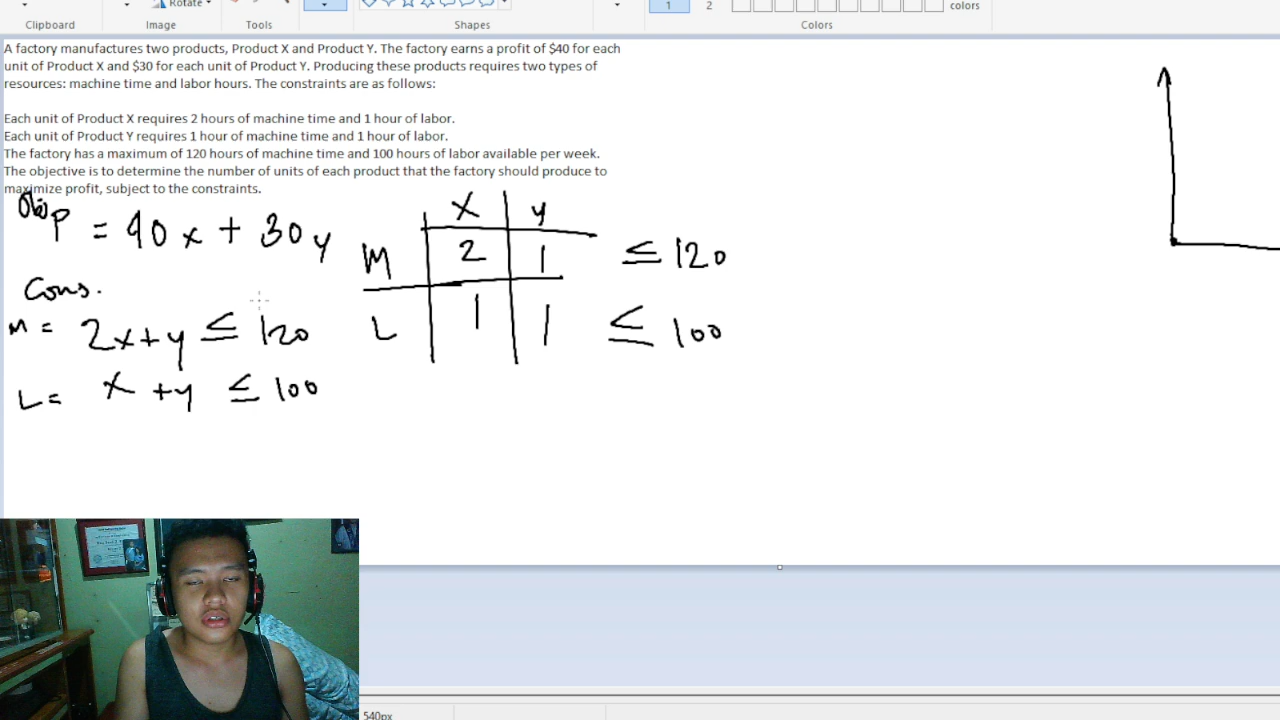 Rotate
1
2
colors
Clipboard
Image
Tools
Shapes
Colors
A factory manufactures two products, Product X and Product Y. The factory earns a profit of $40 for each
unit of Product X and $30 for each unit of Product Y. Producing these products requires two types of
resources: machine time and labor hours. The constraints are as follows:
Each unit of Product X requires 2 hours of machine time and 1 hour of labor.
Each unit of Product Y requires 1 hour of machine time and 1 hour of labor.
The factory has a maximum of 120 hours of machine time and 100 hours of labor available per week.
The objective is to determine the number of units of each product that the factory should produce to
maximize profit, subject to the constraints.
Obj P = 40x + 30y
Cons.
M = 2x+y ≤ 120
L = x +y ≤ 100
X y
M 2 1 ≤ 120
L 1 1 ≤ 100
540px